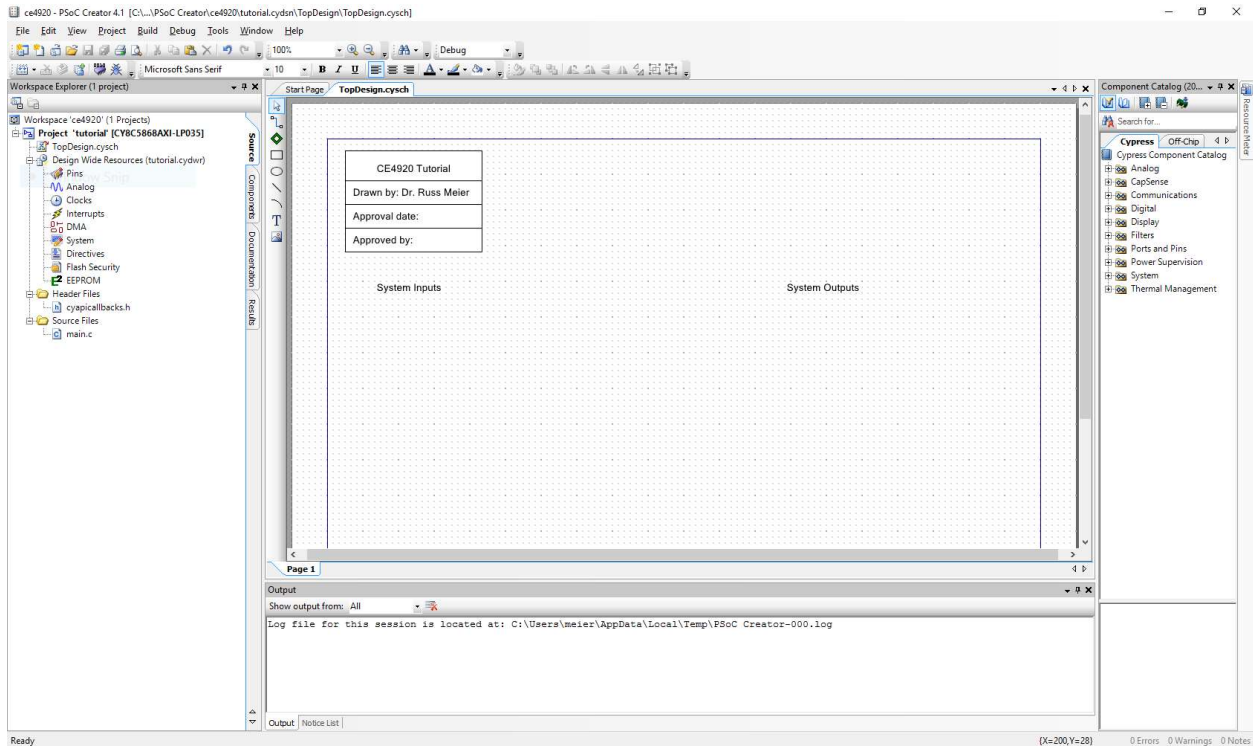 ce4920 - PSoC Creator 4.1 [C:\...\PSoC Creator\ce4920\tutorial.cydsn\TopDesign\TopDesign.cysch]
File Edit View Project Build Debug Tools Window Help
100% Debug
Microsoft Sans Serif 10 B I U A
Workspace Explorer (1 project)
Workspace 'ce4920' (1 Projects)
Project 'tutorial' [CY8C5868AXI-LP035]
TopDesign.cysch
Design Wide Resources (tutorial.cydwr)
Pins
Analog
Clocks
Interrupts
DMA
System
Directives
Flash Security
EEPROM
Header Files
cyapicallbacks.h
Source Files
main.c
Source
Components
Documentation
Results
Start Page TopDesign.cysch
T
CE4920 Tutorial
Drawn by: Dr. Russ Meier
Approval date:
Approved by:
System Inputs System Outputs
Page 1
Output
Show output from: All
Log file for this session is located at: C:\Users\meier\AppData\Local\Temp\PSoC Creator-000.log
Output Notice List
Component Catalog (20...
Search for...
Cypress Off-Chip
Cypress Component Catalog
Analog
CapSense
Communications
Digital
Display
Filters
Ports and Pins
Power Supervision
System
Thermal Management
Resource Meter
Ready {X=200,Y=28} 0 Errors 0 Warnings 0 Notes